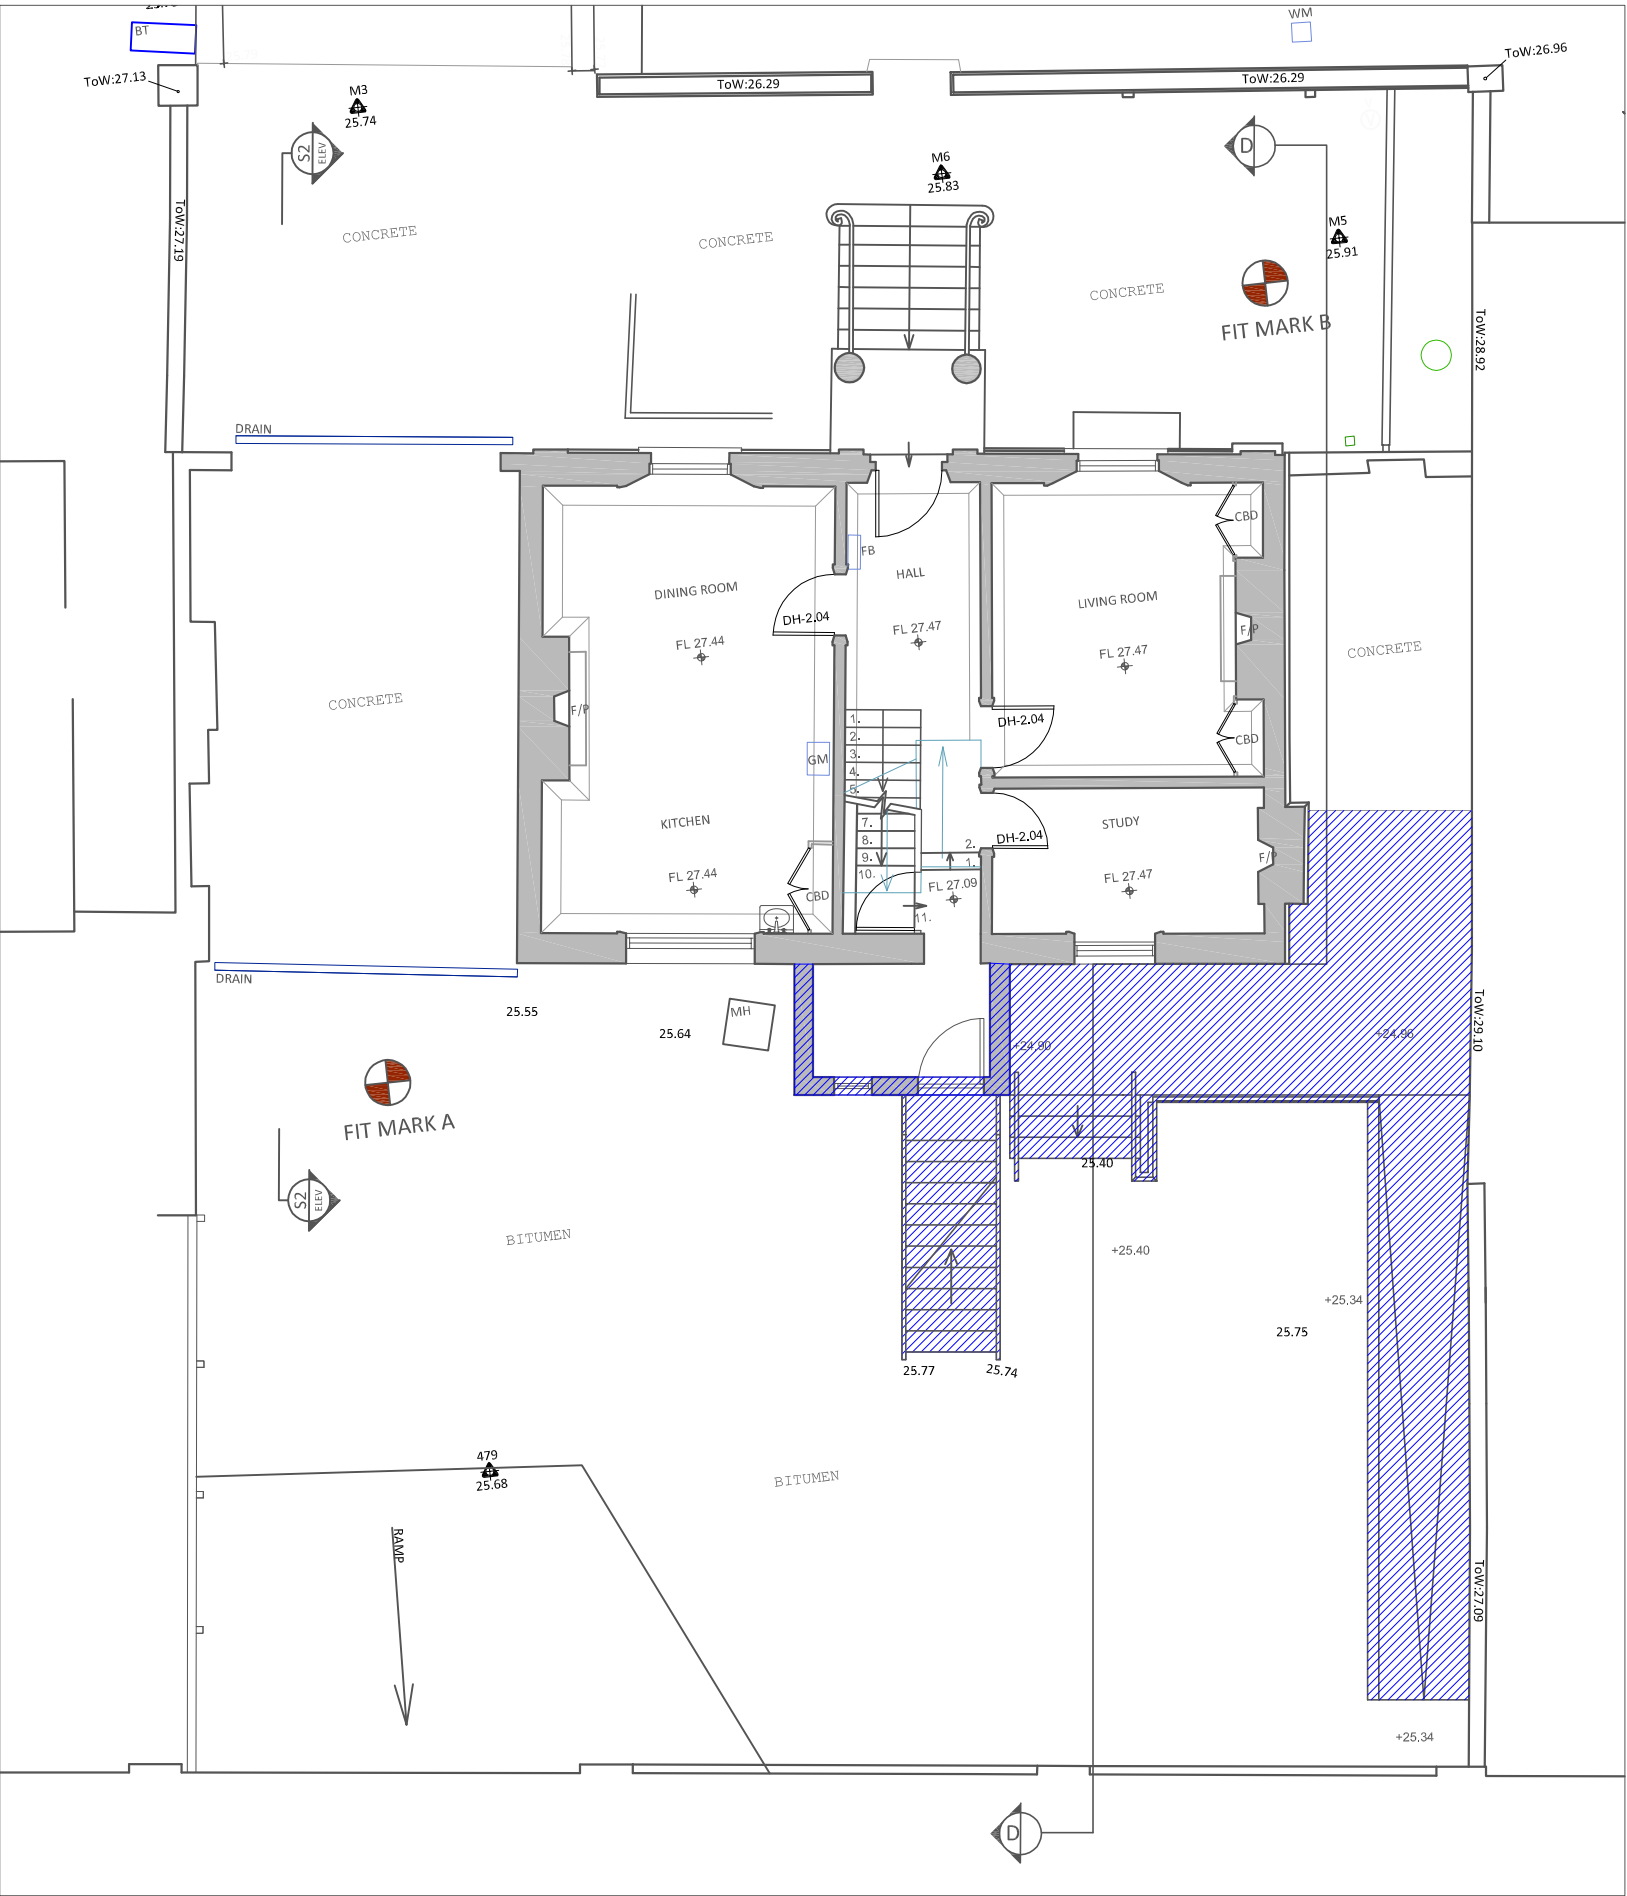 BT
WM
ToW:27.13
ToW:26.29
ToW:26.29
ToW:26.96
M3
25.74
S2
ELEV
D
M6
25.83
ToW:27.19
CONCRETE
CONCRETE
CONCRETE
M5
25.91
FIT MARK B
ToW:28.92
DRAIN
CBD
FB
HALL
DINING ROOM
LIVING ROOM
DH-2.04
FL 27.44
FL 27.47
FL 27.47
F/P
CONCRETE
CONCRETE
F/P
DH-2.04
1.
2.
3.
4.
5.
GM
CBD
KITCHEN
7.
8.
9.
10.
11.
2.
1.
DH-2.04
STUDY
F/P
FL 27.44
FL 27.09
FL 27.47
CBD
DRAIN
25.55
25.64
MH
+24.90
+24.96
ToW:29.10
FIT MARK A
25.40
S2
ELEV
BITUMEN
+25.40
+25.34
25.75
25.77
25.74
479
25.68
BITUMEN
RAMP
ToW:27.09
+25.34
D